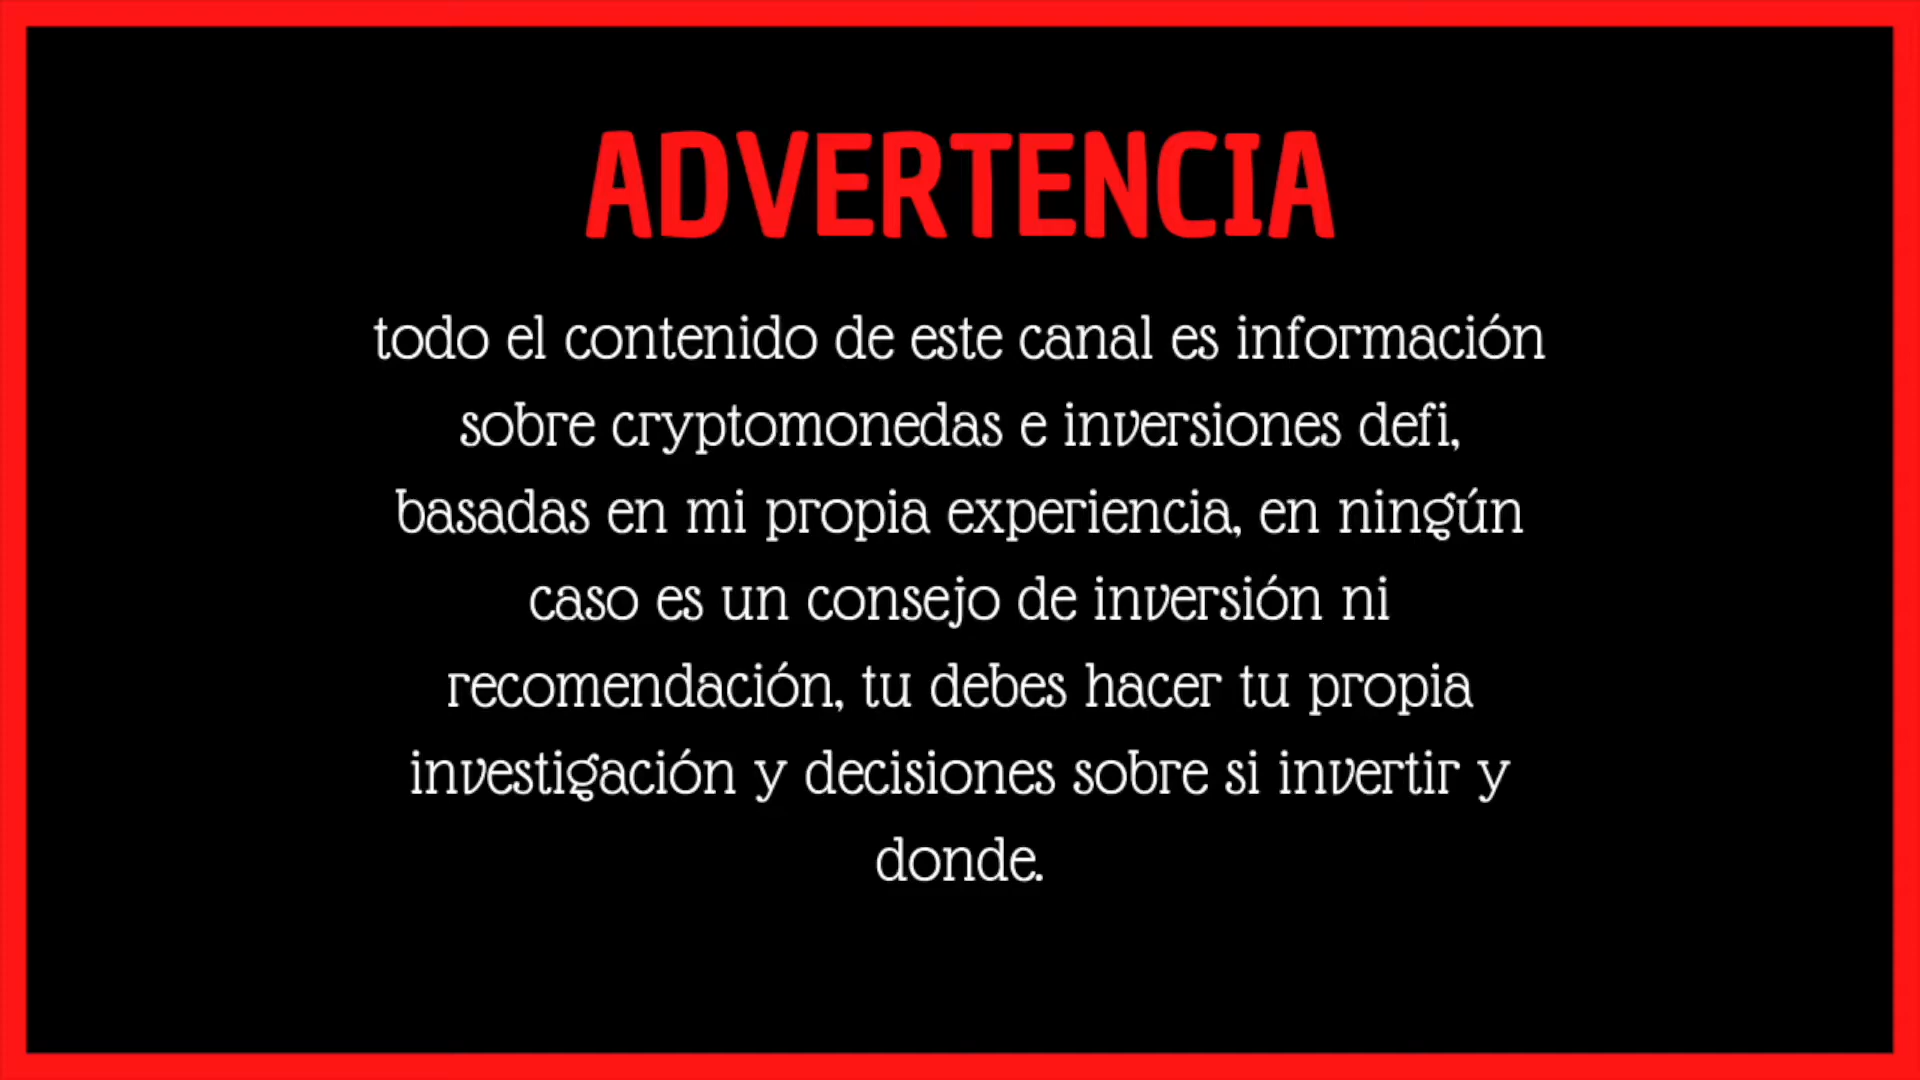 ADVERTENCIA
todo el contenido de este canal es información
sobre cryptomonedas e inversiones defi,
basadas en mi propia experiencia, en ningún
caso es un consejo de inversión ni
recomendación, tu debes hacer tu propia
investigación y decisiones sobre si invertir y
donde.